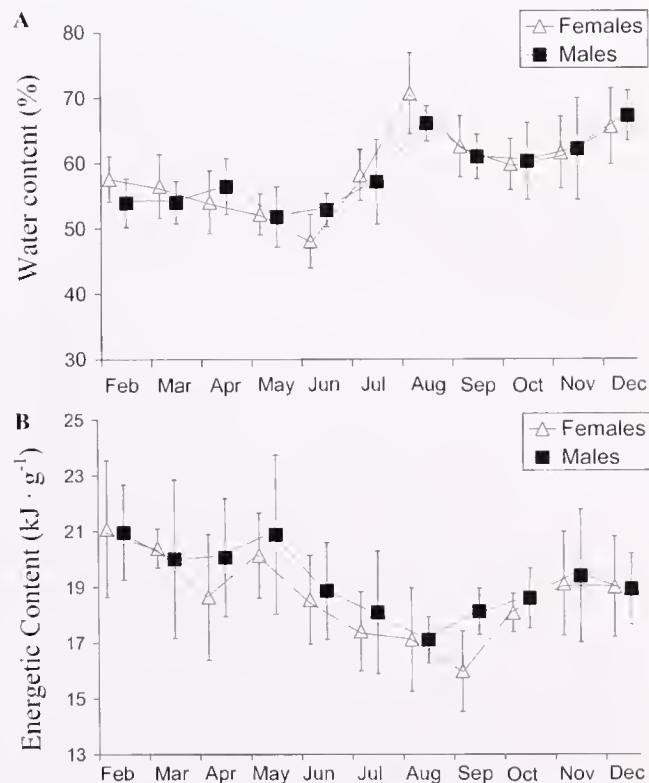 A
Females
Males
Water content (%)
80
70
60
50
40
30
Feb Mar Apr May Jun Jul Aug Sep Oct Nov Dec
B
Females
Males
Energetic Content (kJ · g⁻¹)
25
23
21
19
17
15
13
Feb Mar Apr May Jun Jul Aug Sep Oct Nov Dec